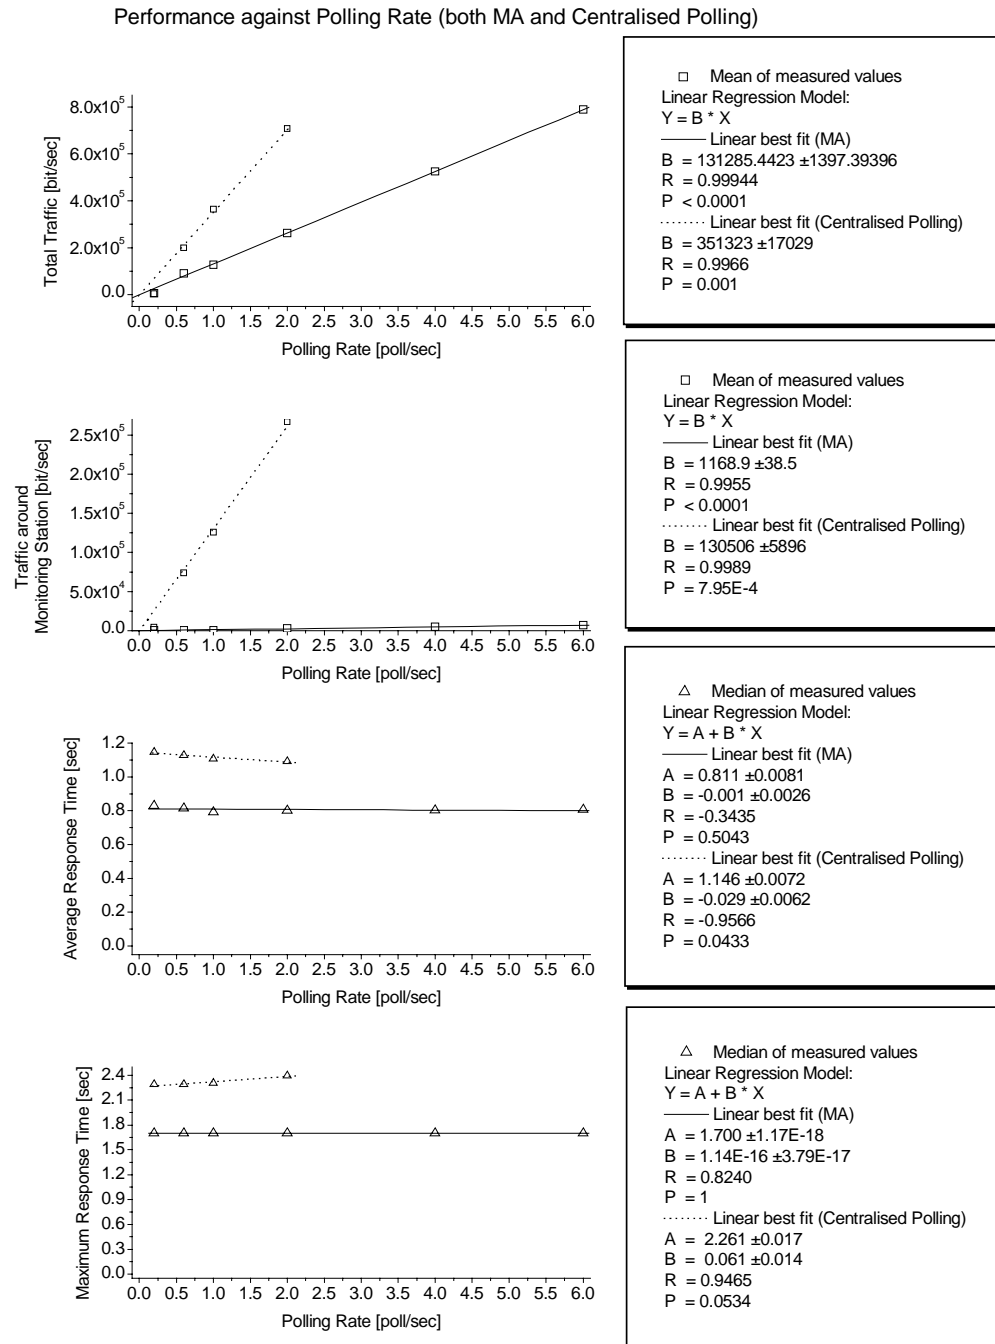 Performance against Polling Rate (both MA and Centralised Polling)
8.0x10^5
6.0x10^5
4.0x10^5
2.0x10^5
0.0
Total Traffic [bit/sec]
0.0 0.5 1.0 1.5 2.0 2.5 3.0 3.5 4.0 4.5 5.0 5.5 6.0
Polling Rate [poll/sec]
Mean of measured values
Linear Regression Model:
Y = B * X
Linear best fit (MA)
B = 131285.4423 ±1397.39396
R = 0.99944
P < 0.0001
Linear best fit (Centralised Polling)
B = 351323 ±17029
R = 0.9966
P = 0.001
2.5x10^5
2.0x10^5
1.5x10^5
1.0x10^5
5.0x10^4
0.0
Traffic around
Monitoring Station [bit/sec]
0.0 0.5 1.0 1.5 2.0 2.5 3.0 3.5 4.0 4.5 5.0 5.5 6.0
Polling Rate [poll/sec]
Mean of measured values
Linear Regression Model:
Y = B * X
Linear best fit (MA)
B = 1168.9 ±38.5
R = 0.9955
P < 0.0001
Linear best fit (Centralised Polling)
B = 130506 ±5896
R = 0.9989
P = 7.95E-4
1.2
1.0
0.8
0.6
0.4
0.2
0.0
Average Response Time [sec]
0.0 0.5 1.0 1.5 2.0 2.5 3.0 3.5 4.0 4.5 5.0 5.5 6.0
Polling Rate [poll/sec]
Median of measured values
Linear Regression Model:
Y = A + B * X
Linear best fit (MA)
A = 0.811 ±0.0081
B = -0.001 ±0.0026
R = -0.3435
P = 0.5043
Linear best fit (Centralised Polling)
A = 1.146 ±0.0072
B = -0.029 ±0.0062
R = -0.9566
P = 0.0433
2.4
2.1
1.8
1.5
1.2
0.9
0.6
0.3
0.0
Maximum Response Time [sec]
0.0 0.5 1.0 1.5 2.0 2.5 3.0 3.5 4.0 4.5 5.0 5.5 6.0
Polling Rate [poll/sec]
Median of measured values
Linear Regression Model:
Y = A + B * X
Linear best fit (MA)
A = 1.700 ±1.17E-18
B = 1.14E-16 ±3.79E-17
R = 0.8240
P = 1
Linear best fit (Centralised Polling)
A = 2.261 ±0.017
B = 0.061 ±0.014
R = 0.9465
P = 0.0534